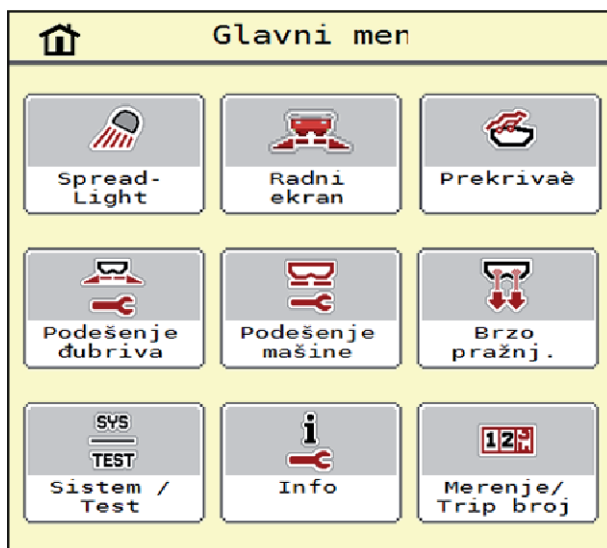 Glavni men
Spread-
Light
Radni
ekran
Prekrivaè
Podešenje
đubriva
Podešenje
mašine
Brzo
pražnj.
SYS
TEST
Sistem /
Test
i
Info
12
Merenje/
Trip broj